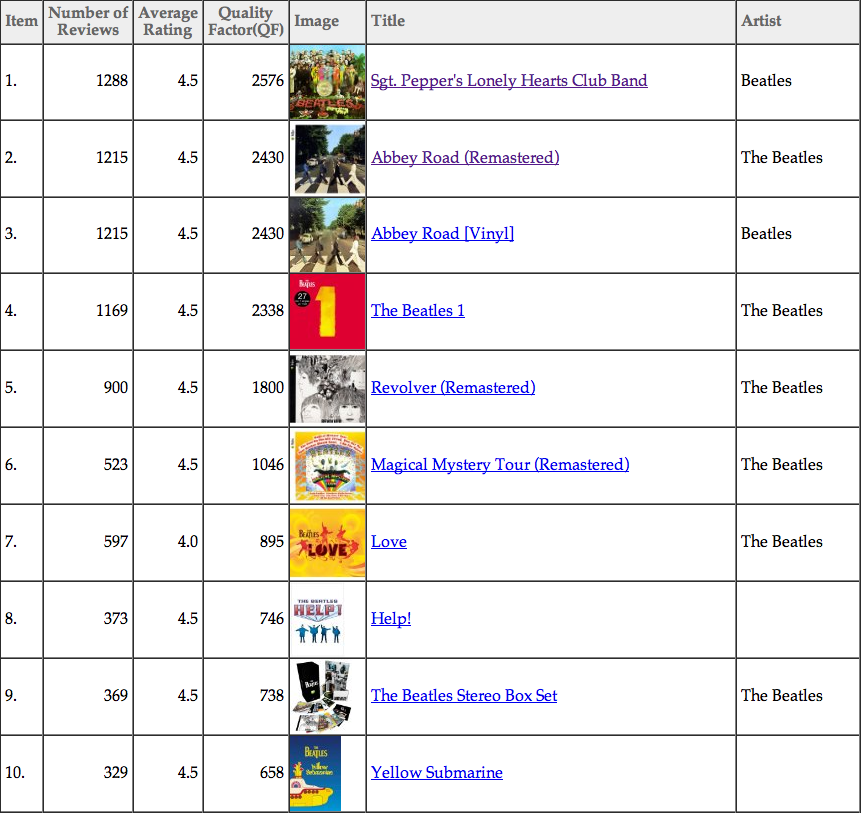 Item Number of Reviews Average Rating Quality Factor(QF) Image Title Artist
1. 1288 4.5 2576 BEATLES Sgt. Pepper's Lonely Hearts Club Band Beatles
2. 1215 4.5 2430 Abbey Road (Remastered) The Beatles
3. 1215 4.5 2430 Abbey Road [Vinyl] Beatles
4. 1169 4.5 2338 BEATLES 27 1 The Beatles 1 The Beatles
5. 900 4.5 1800 Revolver (Remastered) The Beatles
6. 523 4.5 1046 Magical Mystery Tour (Remastered) The Beatles
7. 597 4.0 895 THE BEATLES LOVE Love The Beatles
8. 373 4.5 746 THE BEATLES HELP! Help!
9. 369 4.5 738 The Beatles Stereo Box Set The Beatles
10. 329 4.5 658 THE BEATLES Yellow Submarine Yellow Submarine